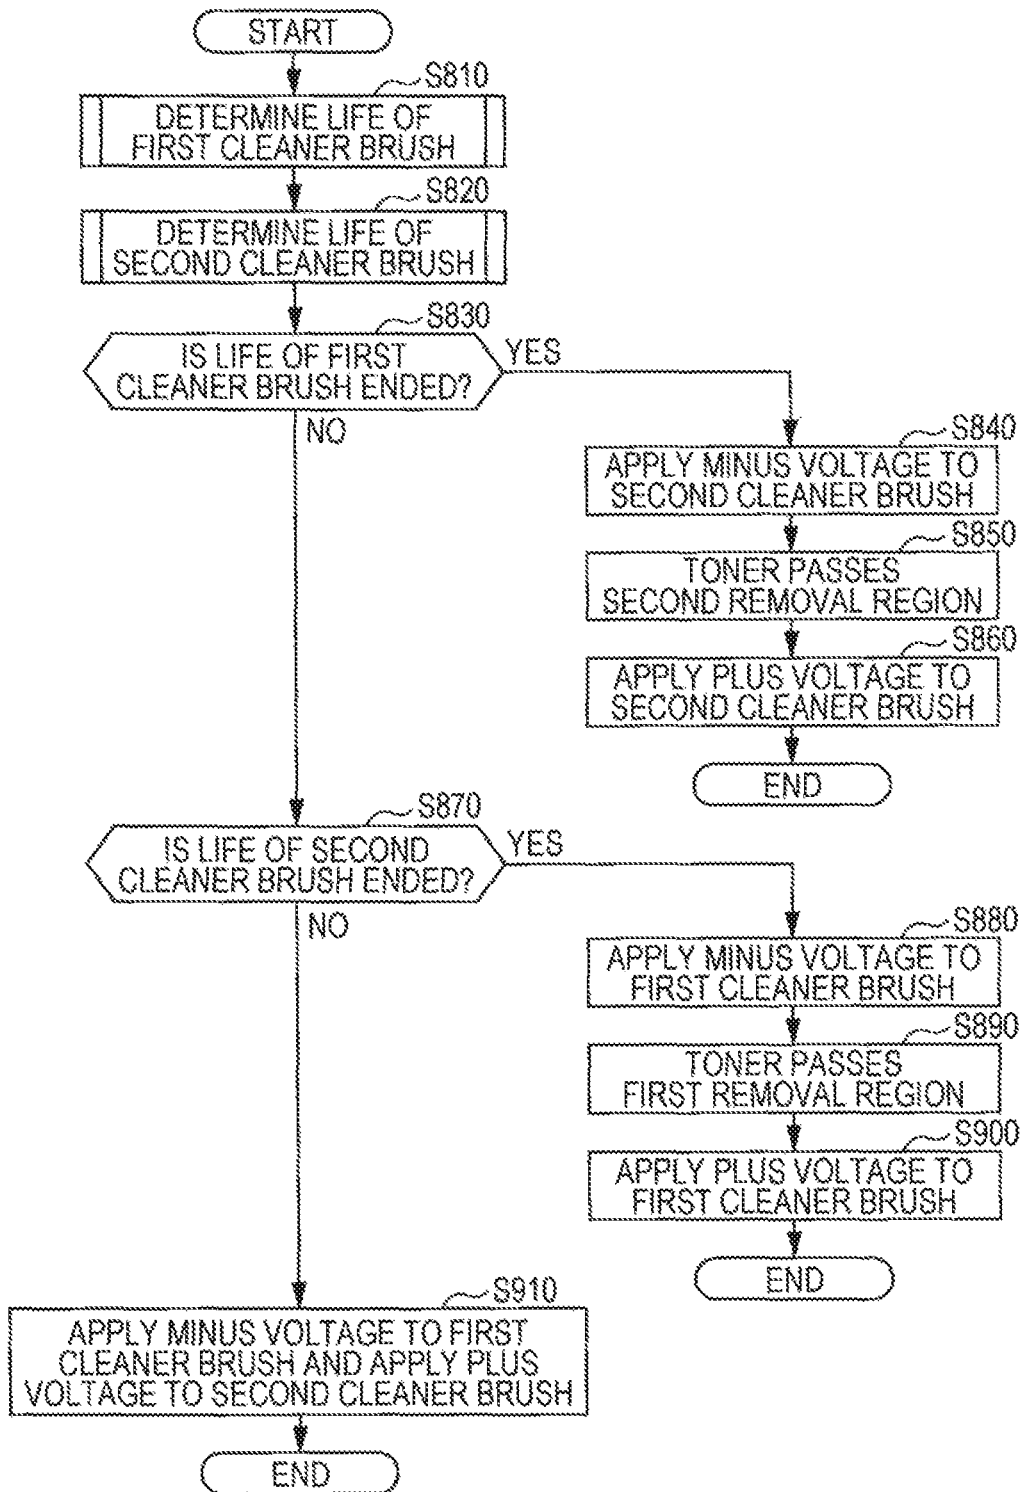 START
S810
DETERMINE LIFE OF
FIRST CLEANER BRUSH
S820
DETERMINE LIFE OF
SECOND CLEANER BRUSH
S830
IS LIFE OF FIRST
CLEANER BRUSH ENDED?
YES
NO
S840
APPLY MINUS VOLTAGE TO
SECOND CLEANER BRUSH
S850
TONER PASSES
SECOND REMOVAL REGION
S860
APPLY PLUS VOLTAGE TO
SECOND CLEANER BRUSH
END
S870
IS LIFE OF SECOND
CLEANER BRUSH ENDED?
YES
NO
S880
APPLY MINUS VOLTAGE TO
FIRST CLEANER BRUSH
S890
TONER PASSES
FIRST REMOVAL REGION
S900
APPLY PLUS VOLTAGE TO
FIRST CLEANER BRUSH
END
S910
APPLY MINUS VOLTAGE TO FIRST
CLEANER BRUSH AND APPLY PLUS
VOLTAGE TO SECOND CLEANER BRUSH
END